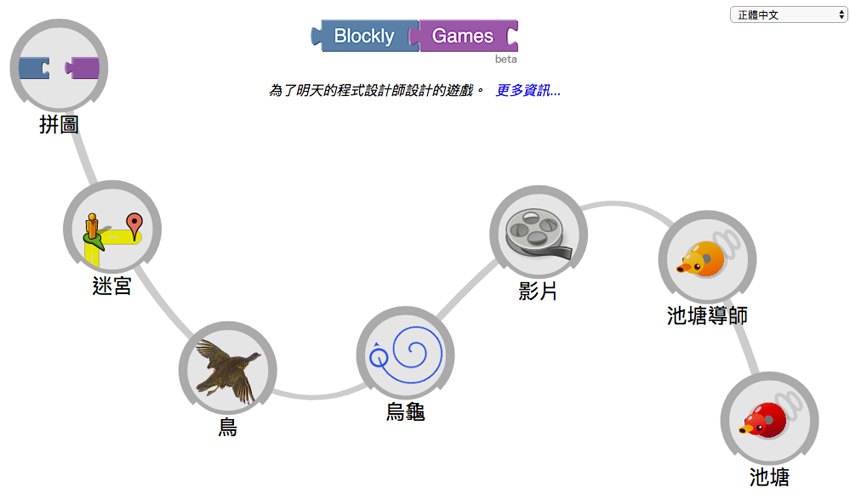 正體中文
Blockly Games
beta
為了明天的程式設計師設計的遊戲。 更多資訊...
拼圖
迷宮
鳥
烏龜
影片
池塘導師
池塘